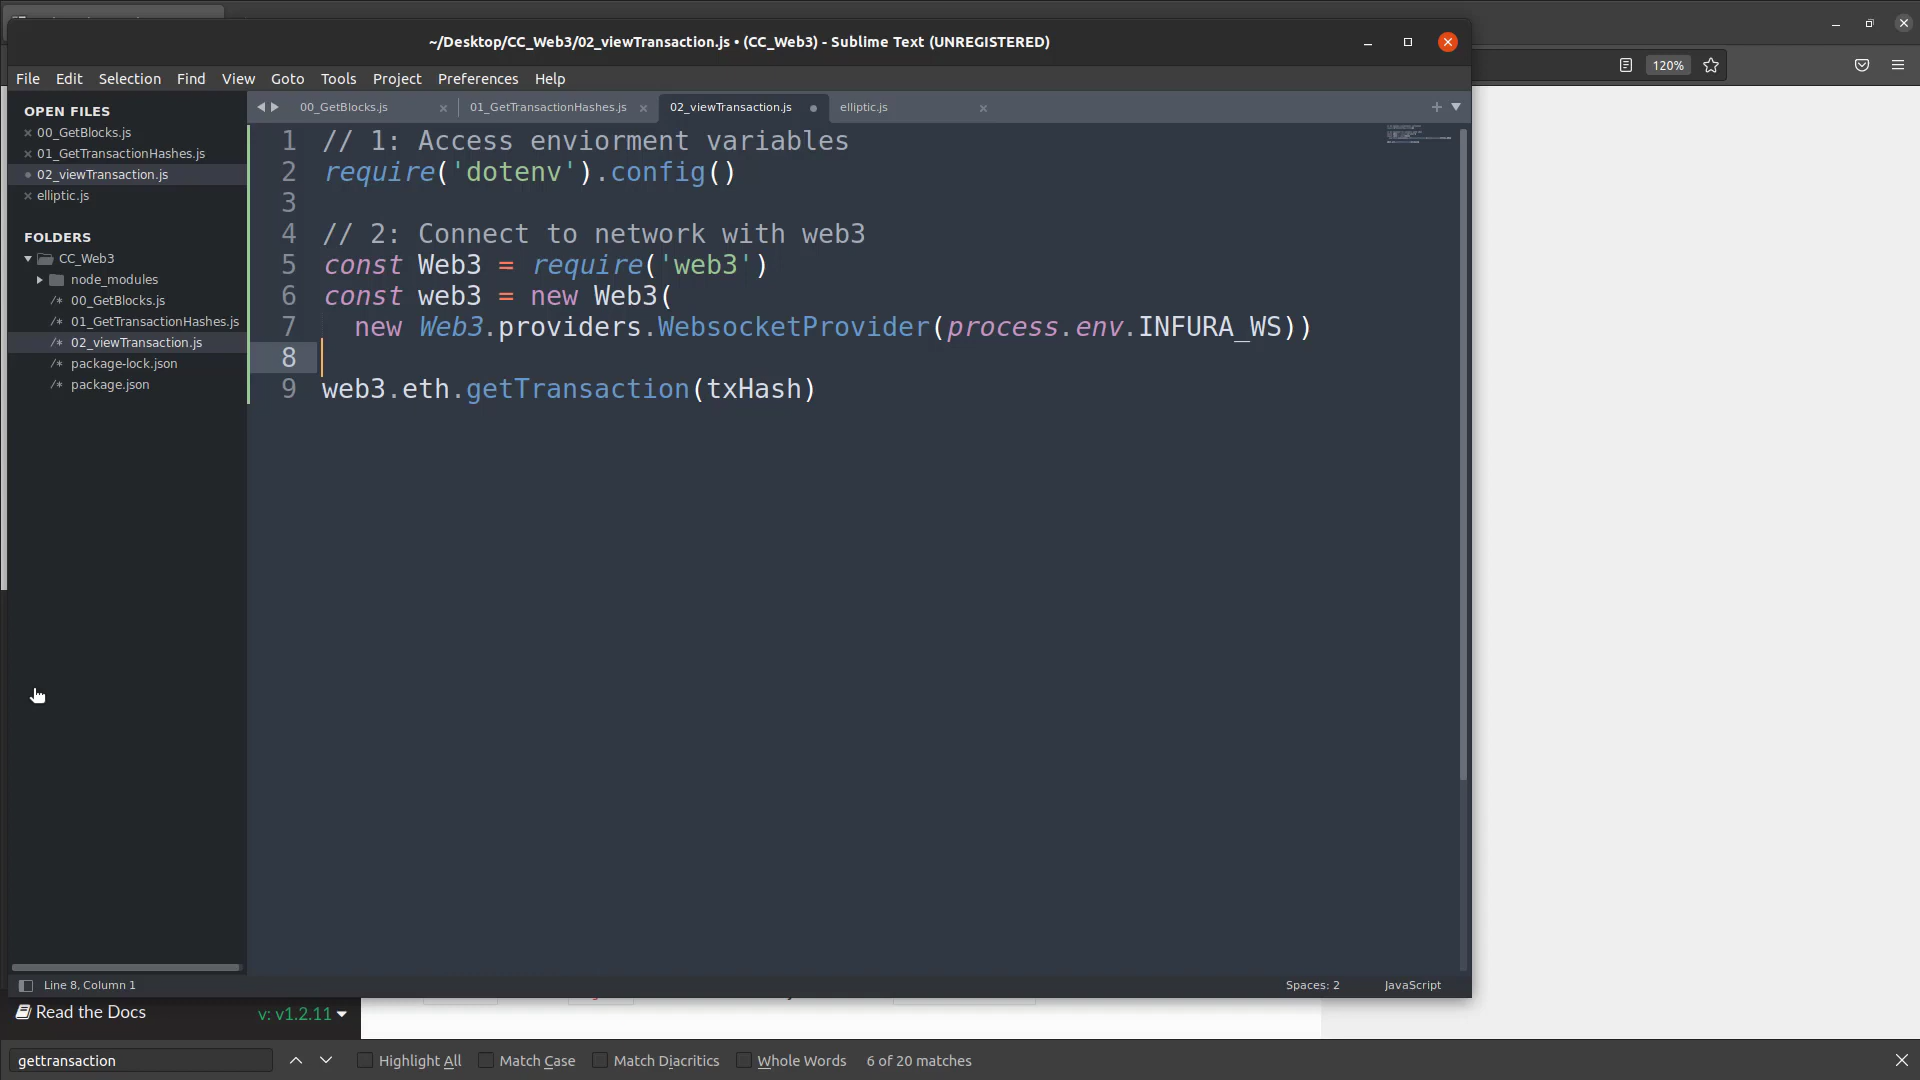 ~/Desktop/CC_Web3/02_viewTransaction.js • (CC_Web3) - Sublime Text (UNREGISTERED)
120%
File Edit Selection Find View Goto Tools Project Preferences Help
OPEN FILES
00_GetBlocks.js
01_GetTransactionHashes.js
02_viewTransaction.js
elliptic.js
FOLDERS
CC_Web3
node_modules
/* 00_GetBlocks.js
/* 01_GetTransactionHashes.js
/* 02_viewTransaction.js
/* package-lock.json
/* package.json
00_GetBlocks.js 01_GetTransactionHashes.js 02_viewTransaction.js elliptic.js
1 // 1: Access enviorment variables
2 require('dotenv').config()
3
4 // 2: Connect to network with web3
5 const Web3 = require('web3')
6 const web3 = new Web3(
7 new Web3.providers.WebsocketProvider(process.env.INFURA_WS))
8
9 web3.eth.getTransaction(txHash)
Line 8, Column 1 Spaces: 2 JavaScript
Read the Docs v: v1.2.11
gettransaction Highlight All Match Case Match Diacritics Whole Words 6 of 20 matches